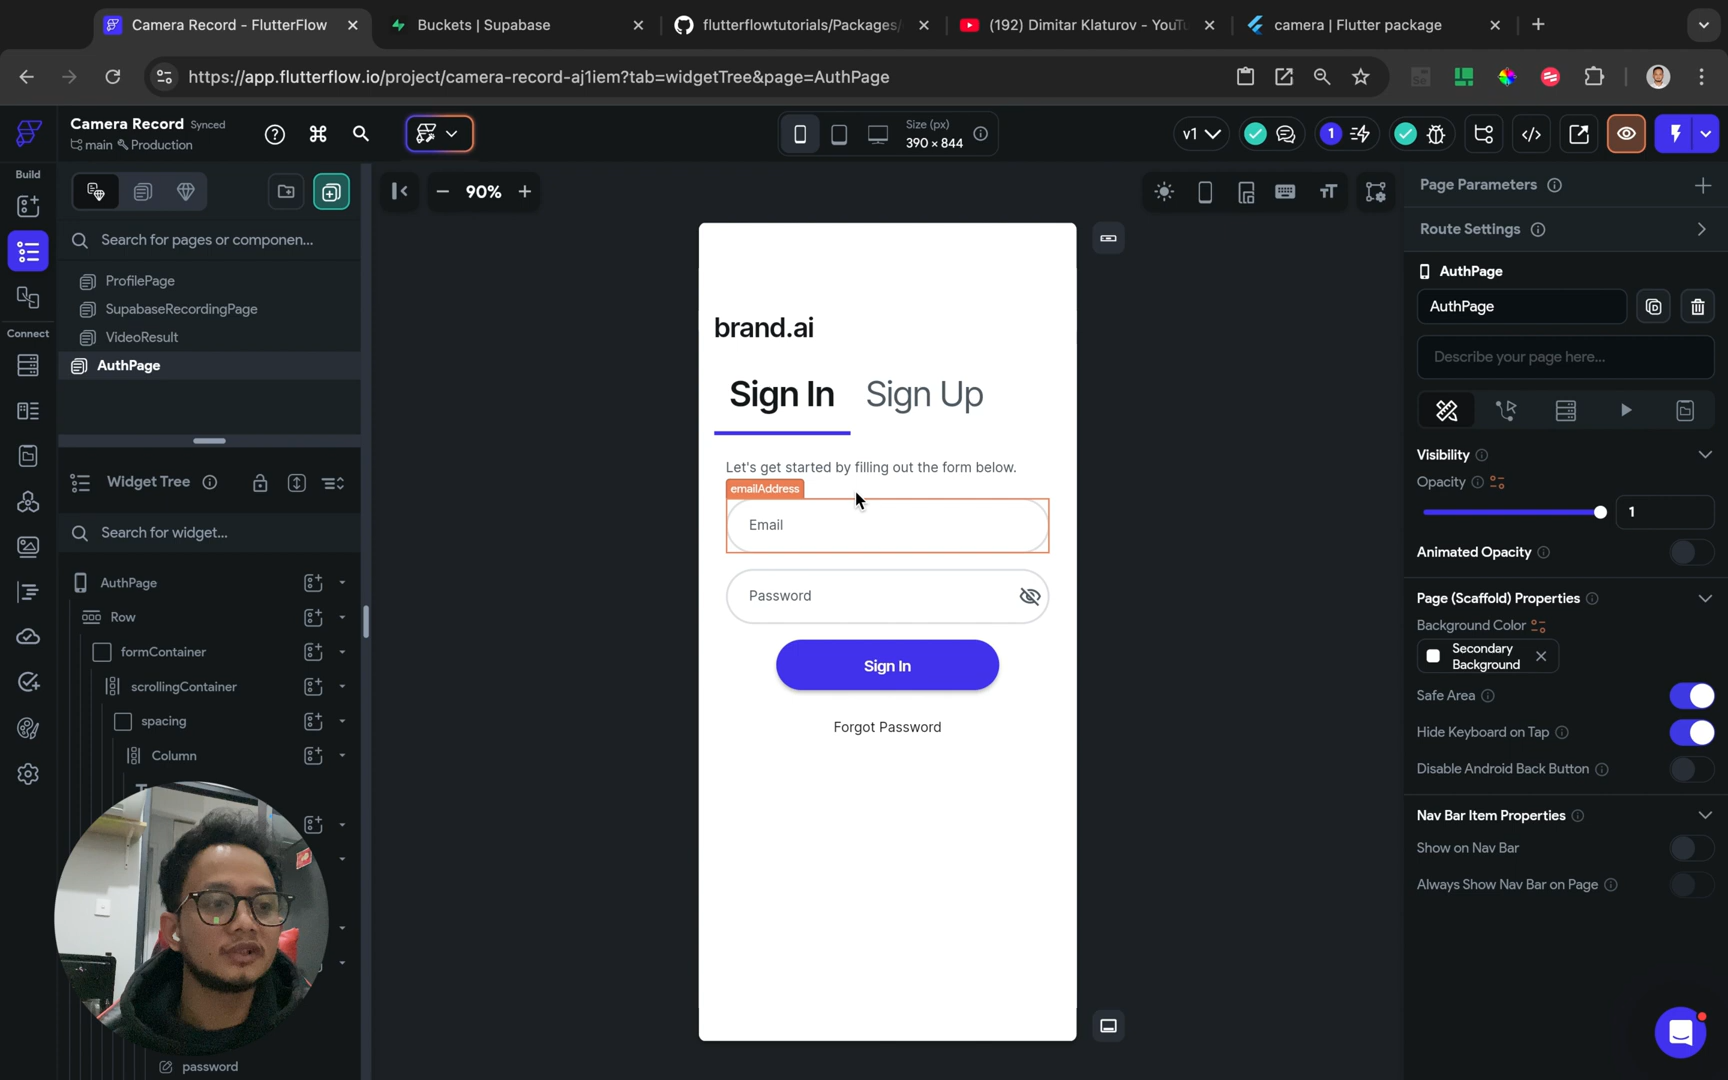 Camera Record - FlutterFlow
Buckets | Supabase
flutterflowtutorials/Packages/
(192) Dimitar Klaturov - YouTu
camera | Flutter package
https://app.flutterflow.io/project/camera-record-aj1iem?tab=widgetTree&page=AuthPage
Camera Record Synced
main Production
Size (px)
390 × 844
v1
1
Build
90%
Page Parameters
Search for pages or componen...
Route Settings
ProfilePage
SupabaseRecordingPage
VideoResult
AuthPage
Connect
AuthPage
AuthPage
Describe your page here...
brand.ai
Sign In
Sign Up
Let's get started by filling out the form below.
emailAddress
Email
Password
Sign In
Forgot Password
Widget Tree
Search for widget...
AuthPage
Row
formContainer
scrollingContainer
spacing
Column
password
Visibility
Opacity
1
Animated Opacity
Page (Scaffold) Properties
Background Color
Secondary
Background
Safe Area
Hide Keyboard on Tap
Disable Android Back Button
Nav Bar Item Properties
Show on Nav Bar
Always Show Nav Bar on Page